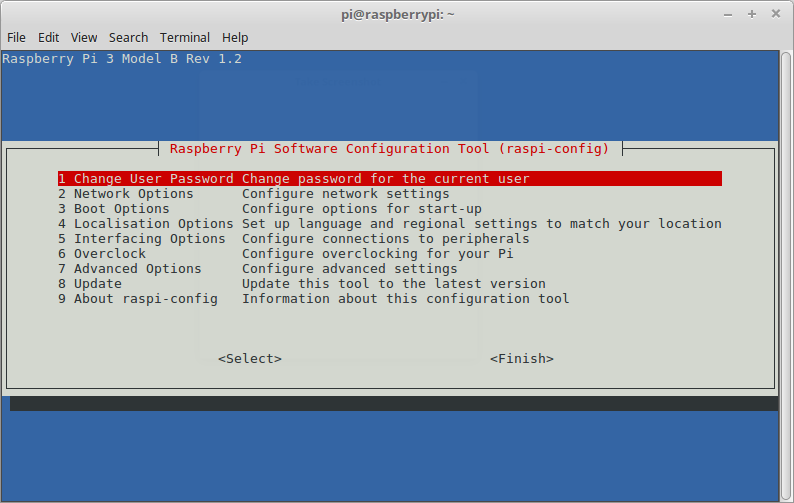 pi@raspberrypi: ~
File Edit View Search Terminal Help
Raspberry Pi 3 Model B Rev 1.2
Raspberry Pi Software Configuration Tool (raspi-config)
1 Change User Password Change password for the current user
2 Network Options Configure network settings
3 Boot Options Configure options for start-up
4 Localisation Options Set up language and regional settings to match your location
5 Interfacing Options Configure connections to peripherals
6 Overclock Configure overclocking for your Pi
7 Advanced Options Configure advanced settings
8 Update Update this tool to the latest version
9 About raspi-config Information about this configuration tool
<Select> <Finish>